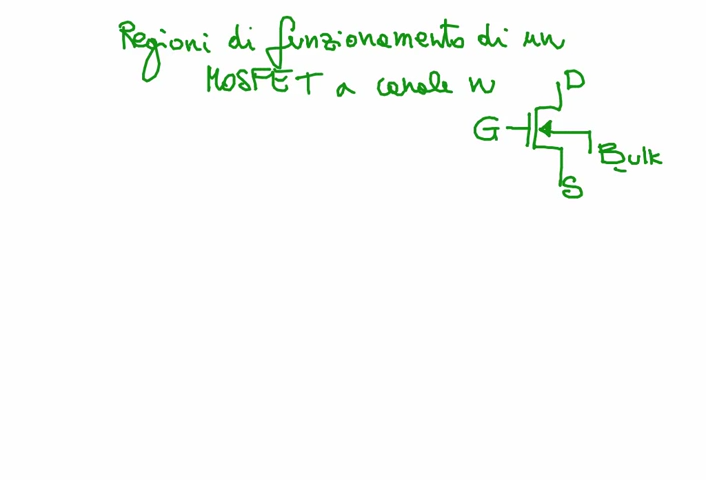 Regioni di funzionamento di un
MOSFET a canale n
D
G
Bulk
S